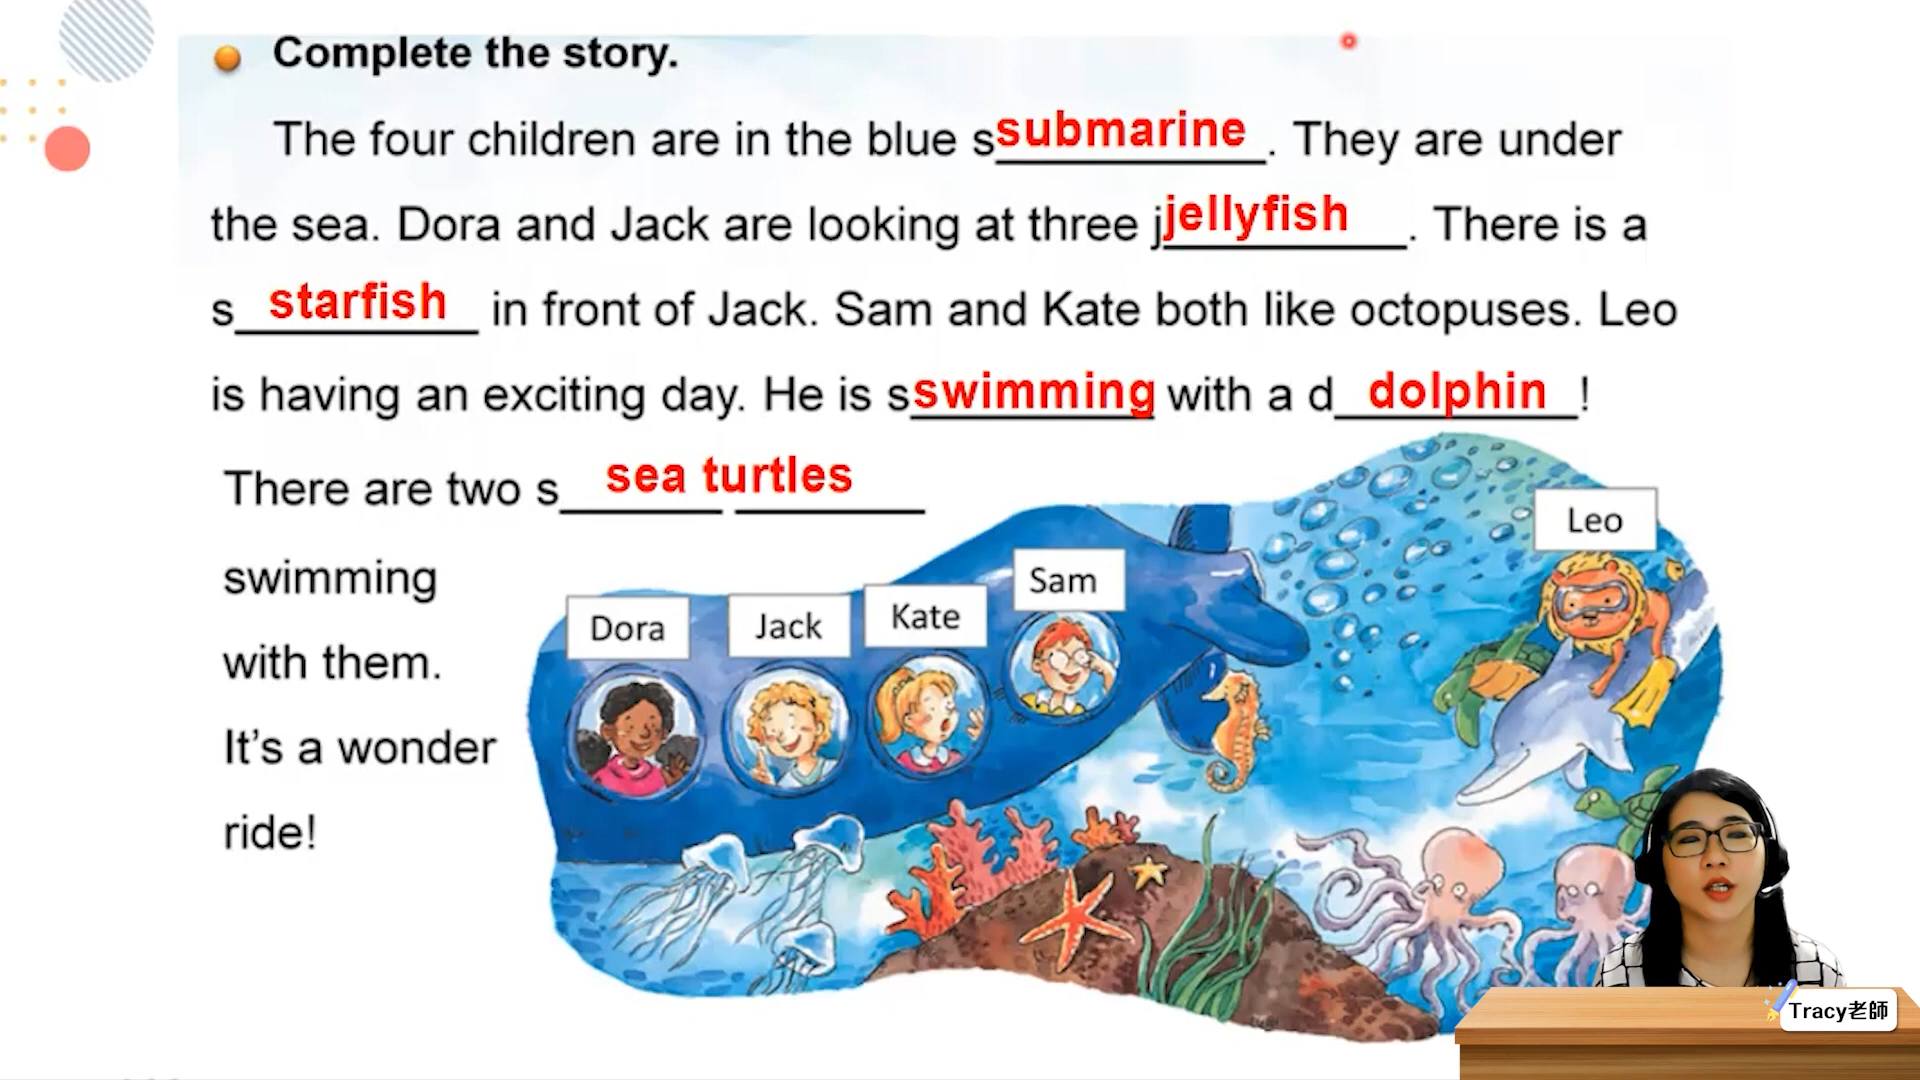 Complete the story.
The four children are in the blue ssubmarine. They are under
the sea. Dora and Jack are looking at three jjellyfish. There is a
s starfish in front of Jack. Sam and Kate both like octopuses. Leo
is having an exciting day. He is sswimming with a d dolphin!
There are two s sea turtles
swimming
with them.
It's a wonder
ride!
Dora
Jack
Kate
Sam
Leo
Tracy老師